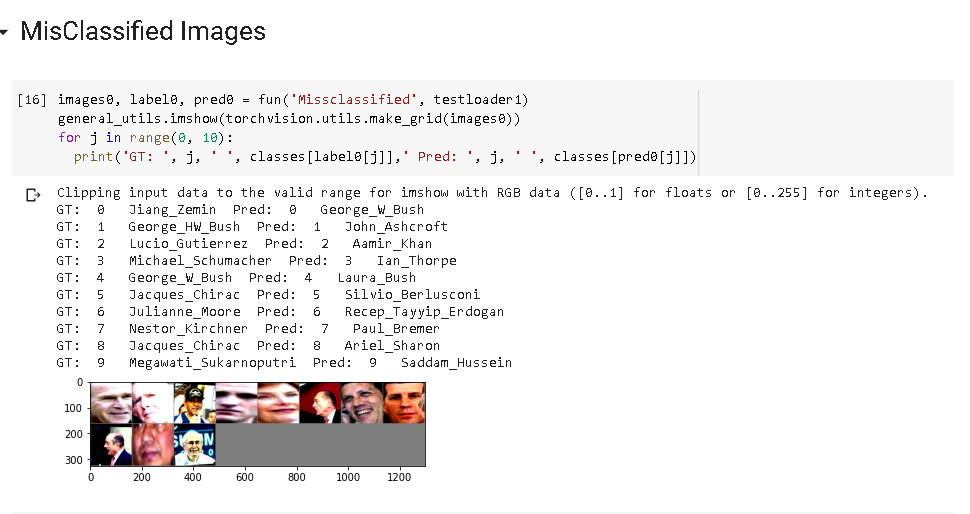 MisClassified Images
[16] images0, label0, pred0 = fun('Missclassified', testloader1)
general_utils.imshow(torchvision.utils.make_grid(images0))
for j in range(0, 10):
print('GT: ', j, ' ', classes[label0[j]],' Pred: ', j, ' ', classes[pred0[j]])
Clipping input data to the valid range for imshow with RGB data ([0..1] for floats or [0..255] for integers).
GT:  0   Jiang_Zemin  Pred:  0   George_W_Bush
GT:  1   George_HW_Bush  Pred:  1   John_Ashcroft
GT:  2   Lucio_Gutierrez  Pred:  2   Aamir_Khan
GT:  3   Michael_Schumacher  Pred:  3   Ian_Thorpe
GT:  4   George_W_Bush  Pred:  4   Laura_Bush
GT:  5   Jacques_Chirac  Pred:  5   Silvio_Berlusconi
GT:  6   Julianne_Moore  Pred:  6   Recep_Tayyip_Erdogan
GT:  7   Nestor_Kirchner  Pred:  7   Paul_Bremer
GT:  8   Jacques_Chirac  Pred:  8   Ariel_Sharon
GT:  9   Megawati_Sukarnoputri  Pred:  9   Saddam_Hussein
0
100
200
300
0 200 400 600 800 1000 1200